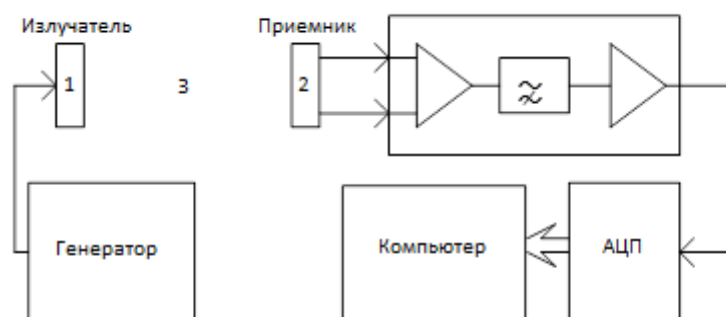 Излучатель
Приемник
1
3
2
Генератор
Компьютер
АЦП